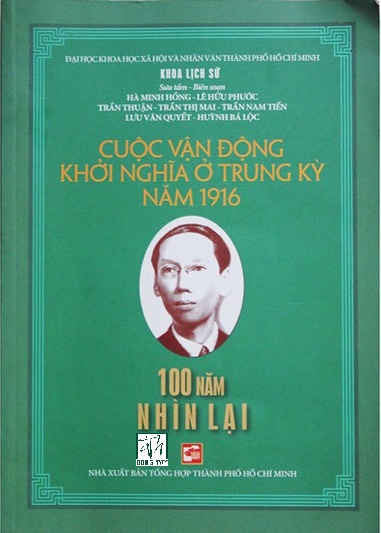 ĐẠI HỌC KHOA HỌC XÃ HỘI VÀ NHÂN VĂN THÀNH PHỐ HỒ CHÍ MINH
KHOA LỊCH SỬ
Sưu tầm - Biên soạn
HÀ MINH HỒNG - LÊ HỮU PHƯỚC
TRẦN THUẬN - TRẦN THỊ MAI - TRẦN NAM TIẾN
LƯU VĂN QUYẾT - HUỲNH BÁ LỘC
CUỘC VẬN ĐỘNG
KHỞI NGHĨA Ở TRUNG KỲ
NĂM 1916
100 NĂM
NHÌN LẠI
NHÀ XUẤT BẢN TỔNG HỢP THÀNH PHỐ HỒ CHÍ MINH